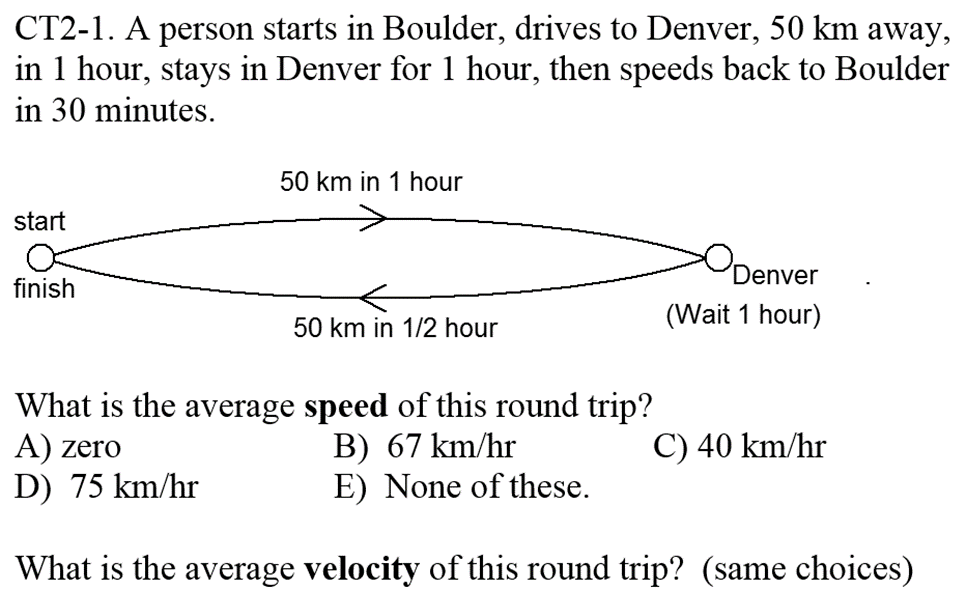 CT2-1. A person starts in Boulder, drives to Denver, 50 km away,
in 1 hour, stays in Denver for 1 hour, then speeds back to Boulder
in 30 minutes.
50 km in 1 hour
start
finish
Denver
(Wait 1 hour)
50 km in 1/2 hour
What is the average speed of this round trip?
A) zero B) 67 km/hr C) 40 km/hr
D) 75 km/hr E) None of these.
What is the average velocity of this round trip? (same choices)